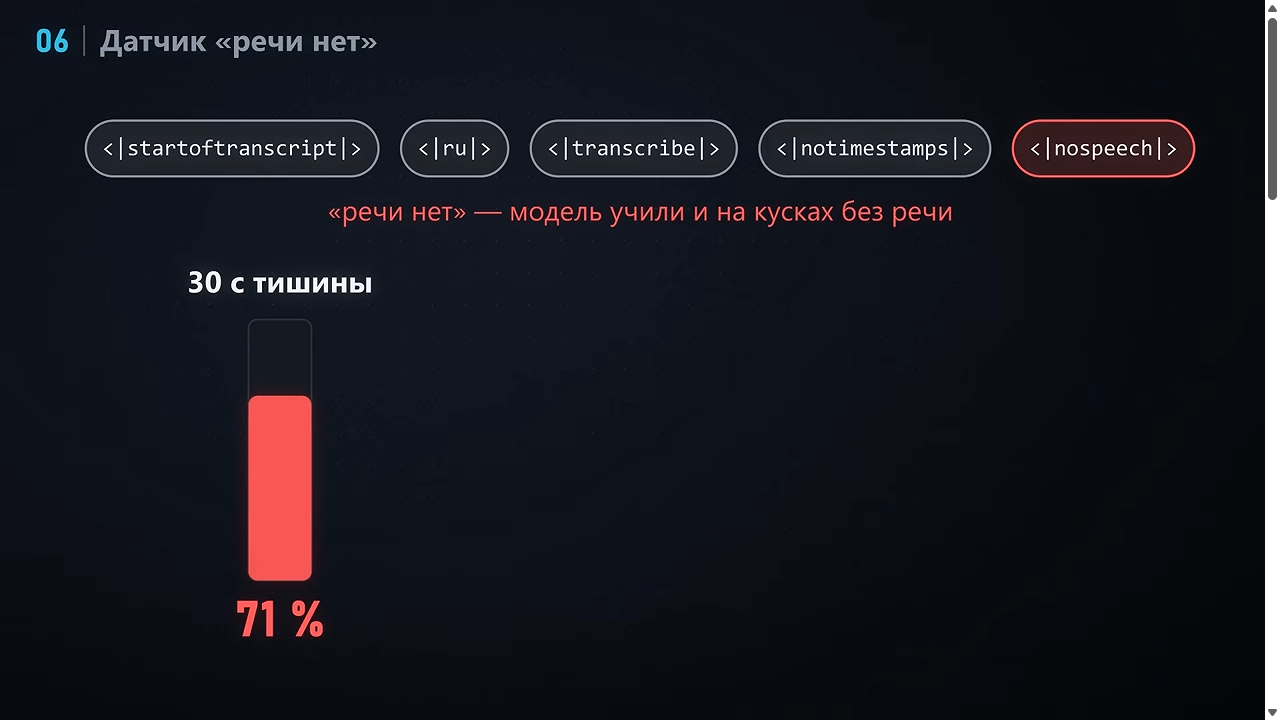 06 | Датчик «речи нет»
<|startoftranscript|> <|ru|> <|transcribe|> <|notimestamps|> <|nospeech|>
«речи нет» — модель учили и на кусках без речи
30 с тишины
71 %